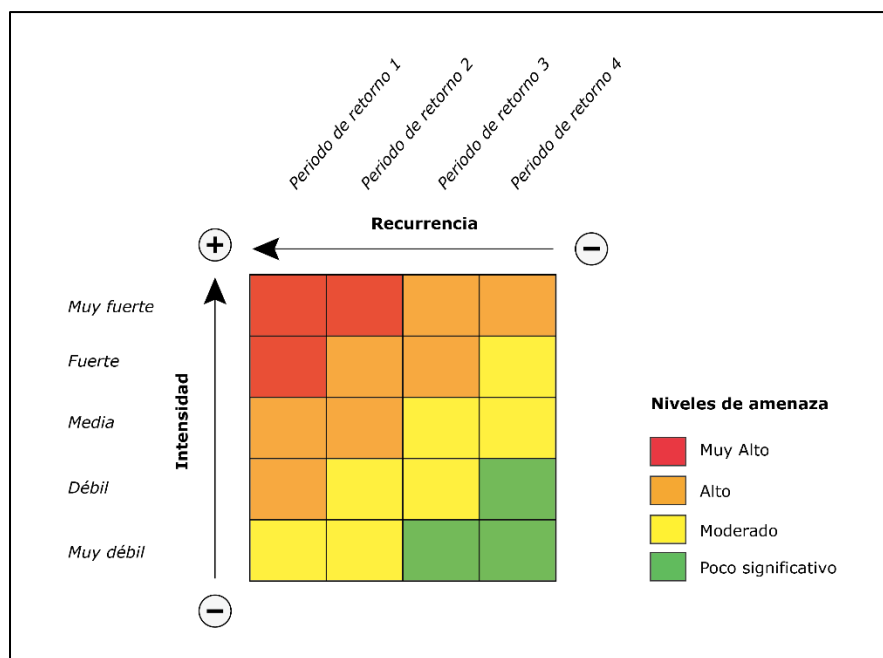 Periodo de retorno 1
Periodo de retorno 2
Periodo de retorno 3
Periodo de retorno 4
Recurrencia
+
−
Muy fuerte
Fuerte
Media
Débil
Muy débil
Intensidad
−
Niveles de amenaza
Muy Alto
Alto
Moderado
Poco significativo